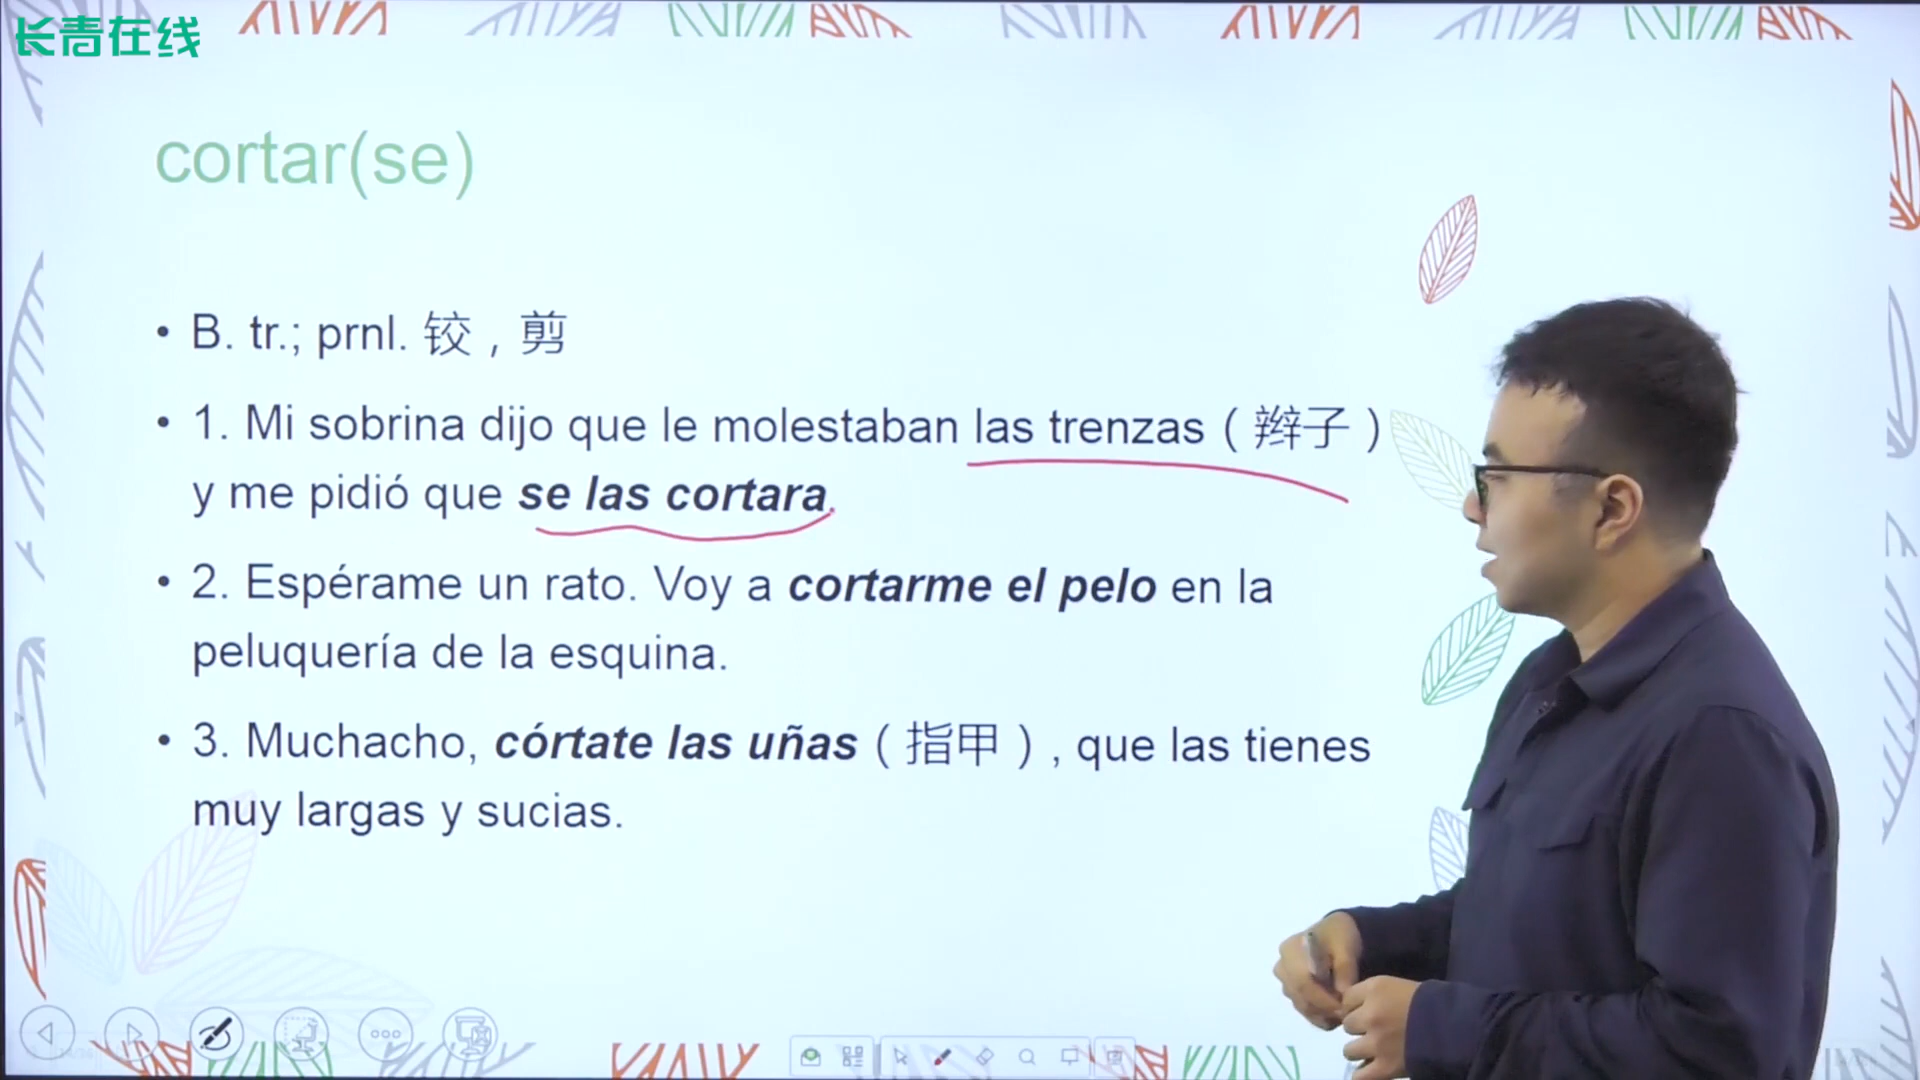 长青在线
cortar(se)
• B. tr.; prnl. 铰，剪
• 1. Mi sobrina dijo que le molestaban las trenzas（辫子）
y me pidió que se las cortara.
• 2. Espérame un rato. Voy a cortarme el pelo en la
peluquería de la esquina.
• 3. Muchacho, córtate las uñas（指甲）, que las tienes
muy largas y sucias.